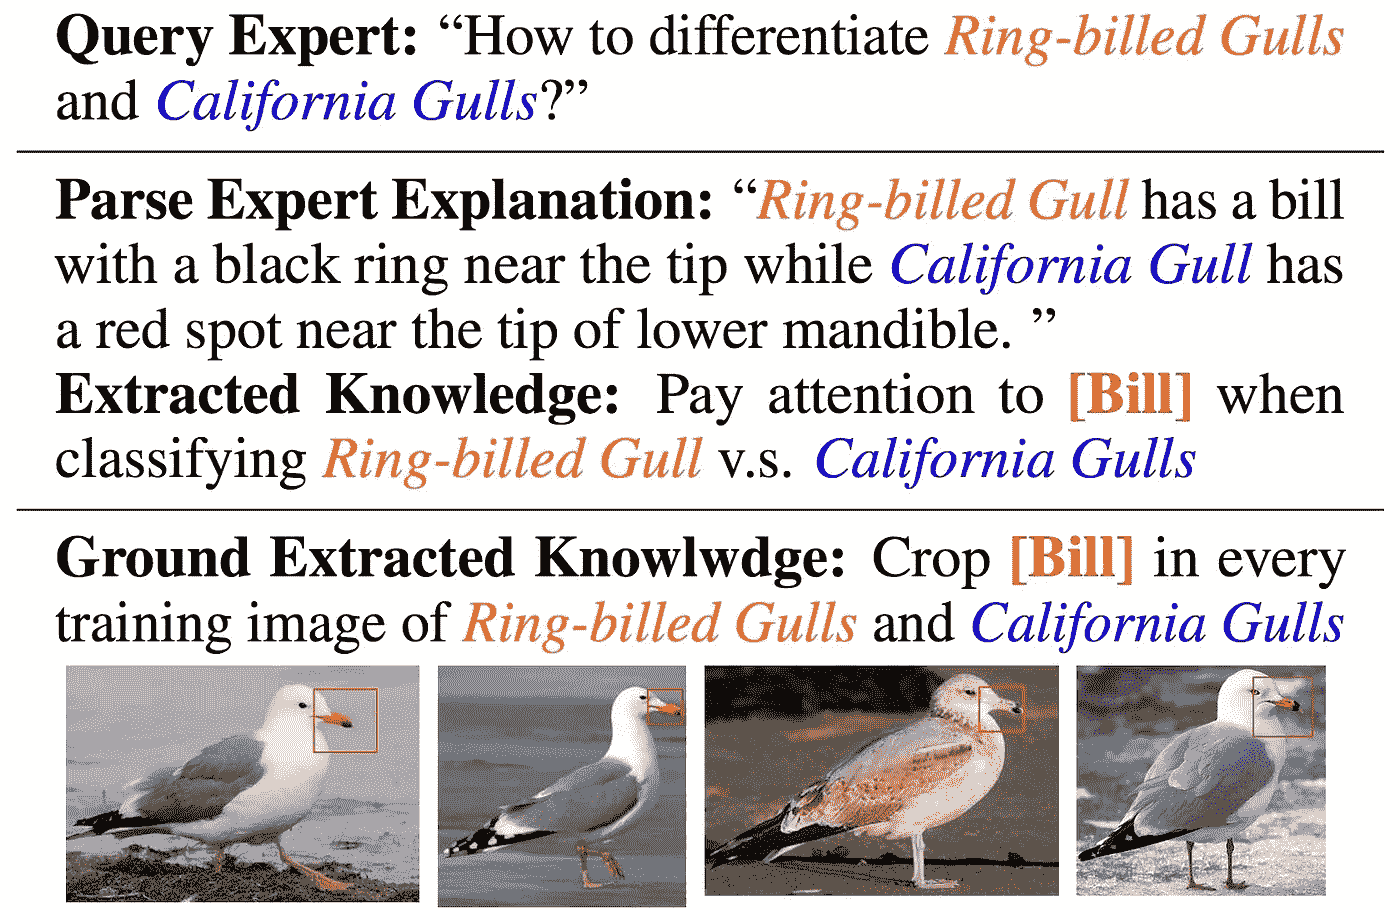 Query Expert: “How to differentiate Ring-billed Gulls
and California Gulls?”
Parse Expert Explanation: “Ring-billed Gull has a bill
with a black ring near the tip while California Gull has
a red spot near the tip of lower mandible. ”
Extracted Knowledge: Pay attention to [Bill] when
classifying Ring-billed Gull v.s. California Gulls
Ground Extracted Knowlwdge: Crop [Bill] in every
training image of Ring-billed Gulls and California Gulls